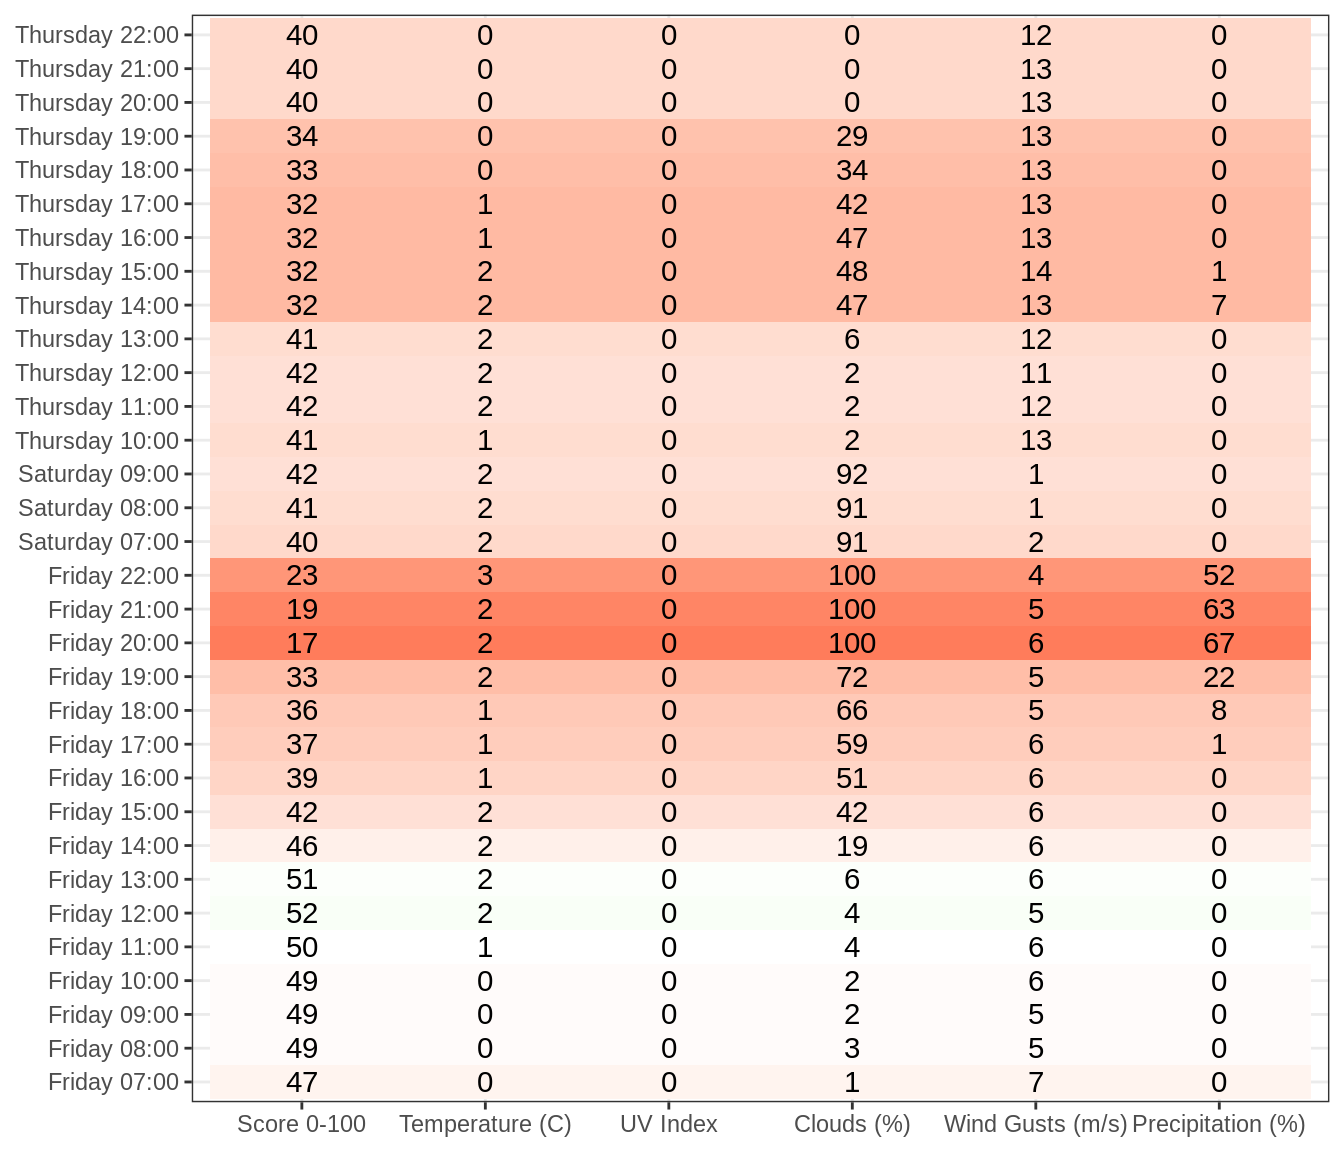 Thursday 22:00 40 0 0 0 12 0
Thursday 21:00 40 0 0 0 13 0
Thursday 20:00 40 0 0 0 13 0
Thursday 19:00 34 0 0 29 13 0
Thursday 18:00 33 0 0 34 13 0
Thursday 17:00 32 1 0 42 13 0
Thursday 16:00 32 1 0 47 13 0
Thursday 15:00 32 2 0 48 14 1
Thursday 14:00 32 2 0 47 13 7
Thursday 13:00 41 2 0 6 12 0
Thursday 12:00 42 2 0 2 11 0
Thursday 11:00 42 2 0 2 12 0
Thursday 10:00 41 1 0 2 13 0
Saturday 09:00 42 2 0 92 1 0
Saturday 08:00 41 2 0 91 1 0
Saturday 07:00 40 2 0 91 2 0
Friday 22:00 23 3 0 100 4 52
Friday 21:00 19 2 0 100 5 63
Friday 20:00 17 2 0 100 6 67
Friday 19:00 33 2 0 72 5 22
Friday 18:00 36 1 0 66 5 8
Friday 17:00 37 1 0 59 6 1
Friday 16:00 39 1 0 51 6 0
Friday 15:00 42 2 0 42 6 0
Friday 14:00 46 2 0 19 6 0
Friday 13:00 51 2 0 6 6 0
Friday 12:00 52 2 0 4 5 0
Friday 11:00 50 1 0 4 6 0
Friday 10:00 49 0 0 2 6 0
Friday 09:00 49 0 0 2 5 0
Friday 08:00 49 0 0 3 5 0
Friday 07:00 47 0 0 1 7 0
Score 0-100 Temperature (C) UV Index Clouds (%) Wind Gusts (m/s) Precipitation (%)